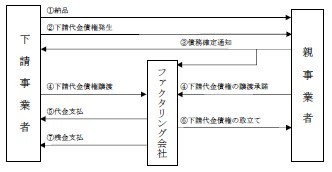 ①納品
②下請代金債権発生
③債務確定通知
下請事業者
親事業者
ファクタリング会社
④下請代金債権譲渡
④下請代金債権の譲渡承諾
⑤代金支払
⑥下請代金債権の取立て
⑦残金支払